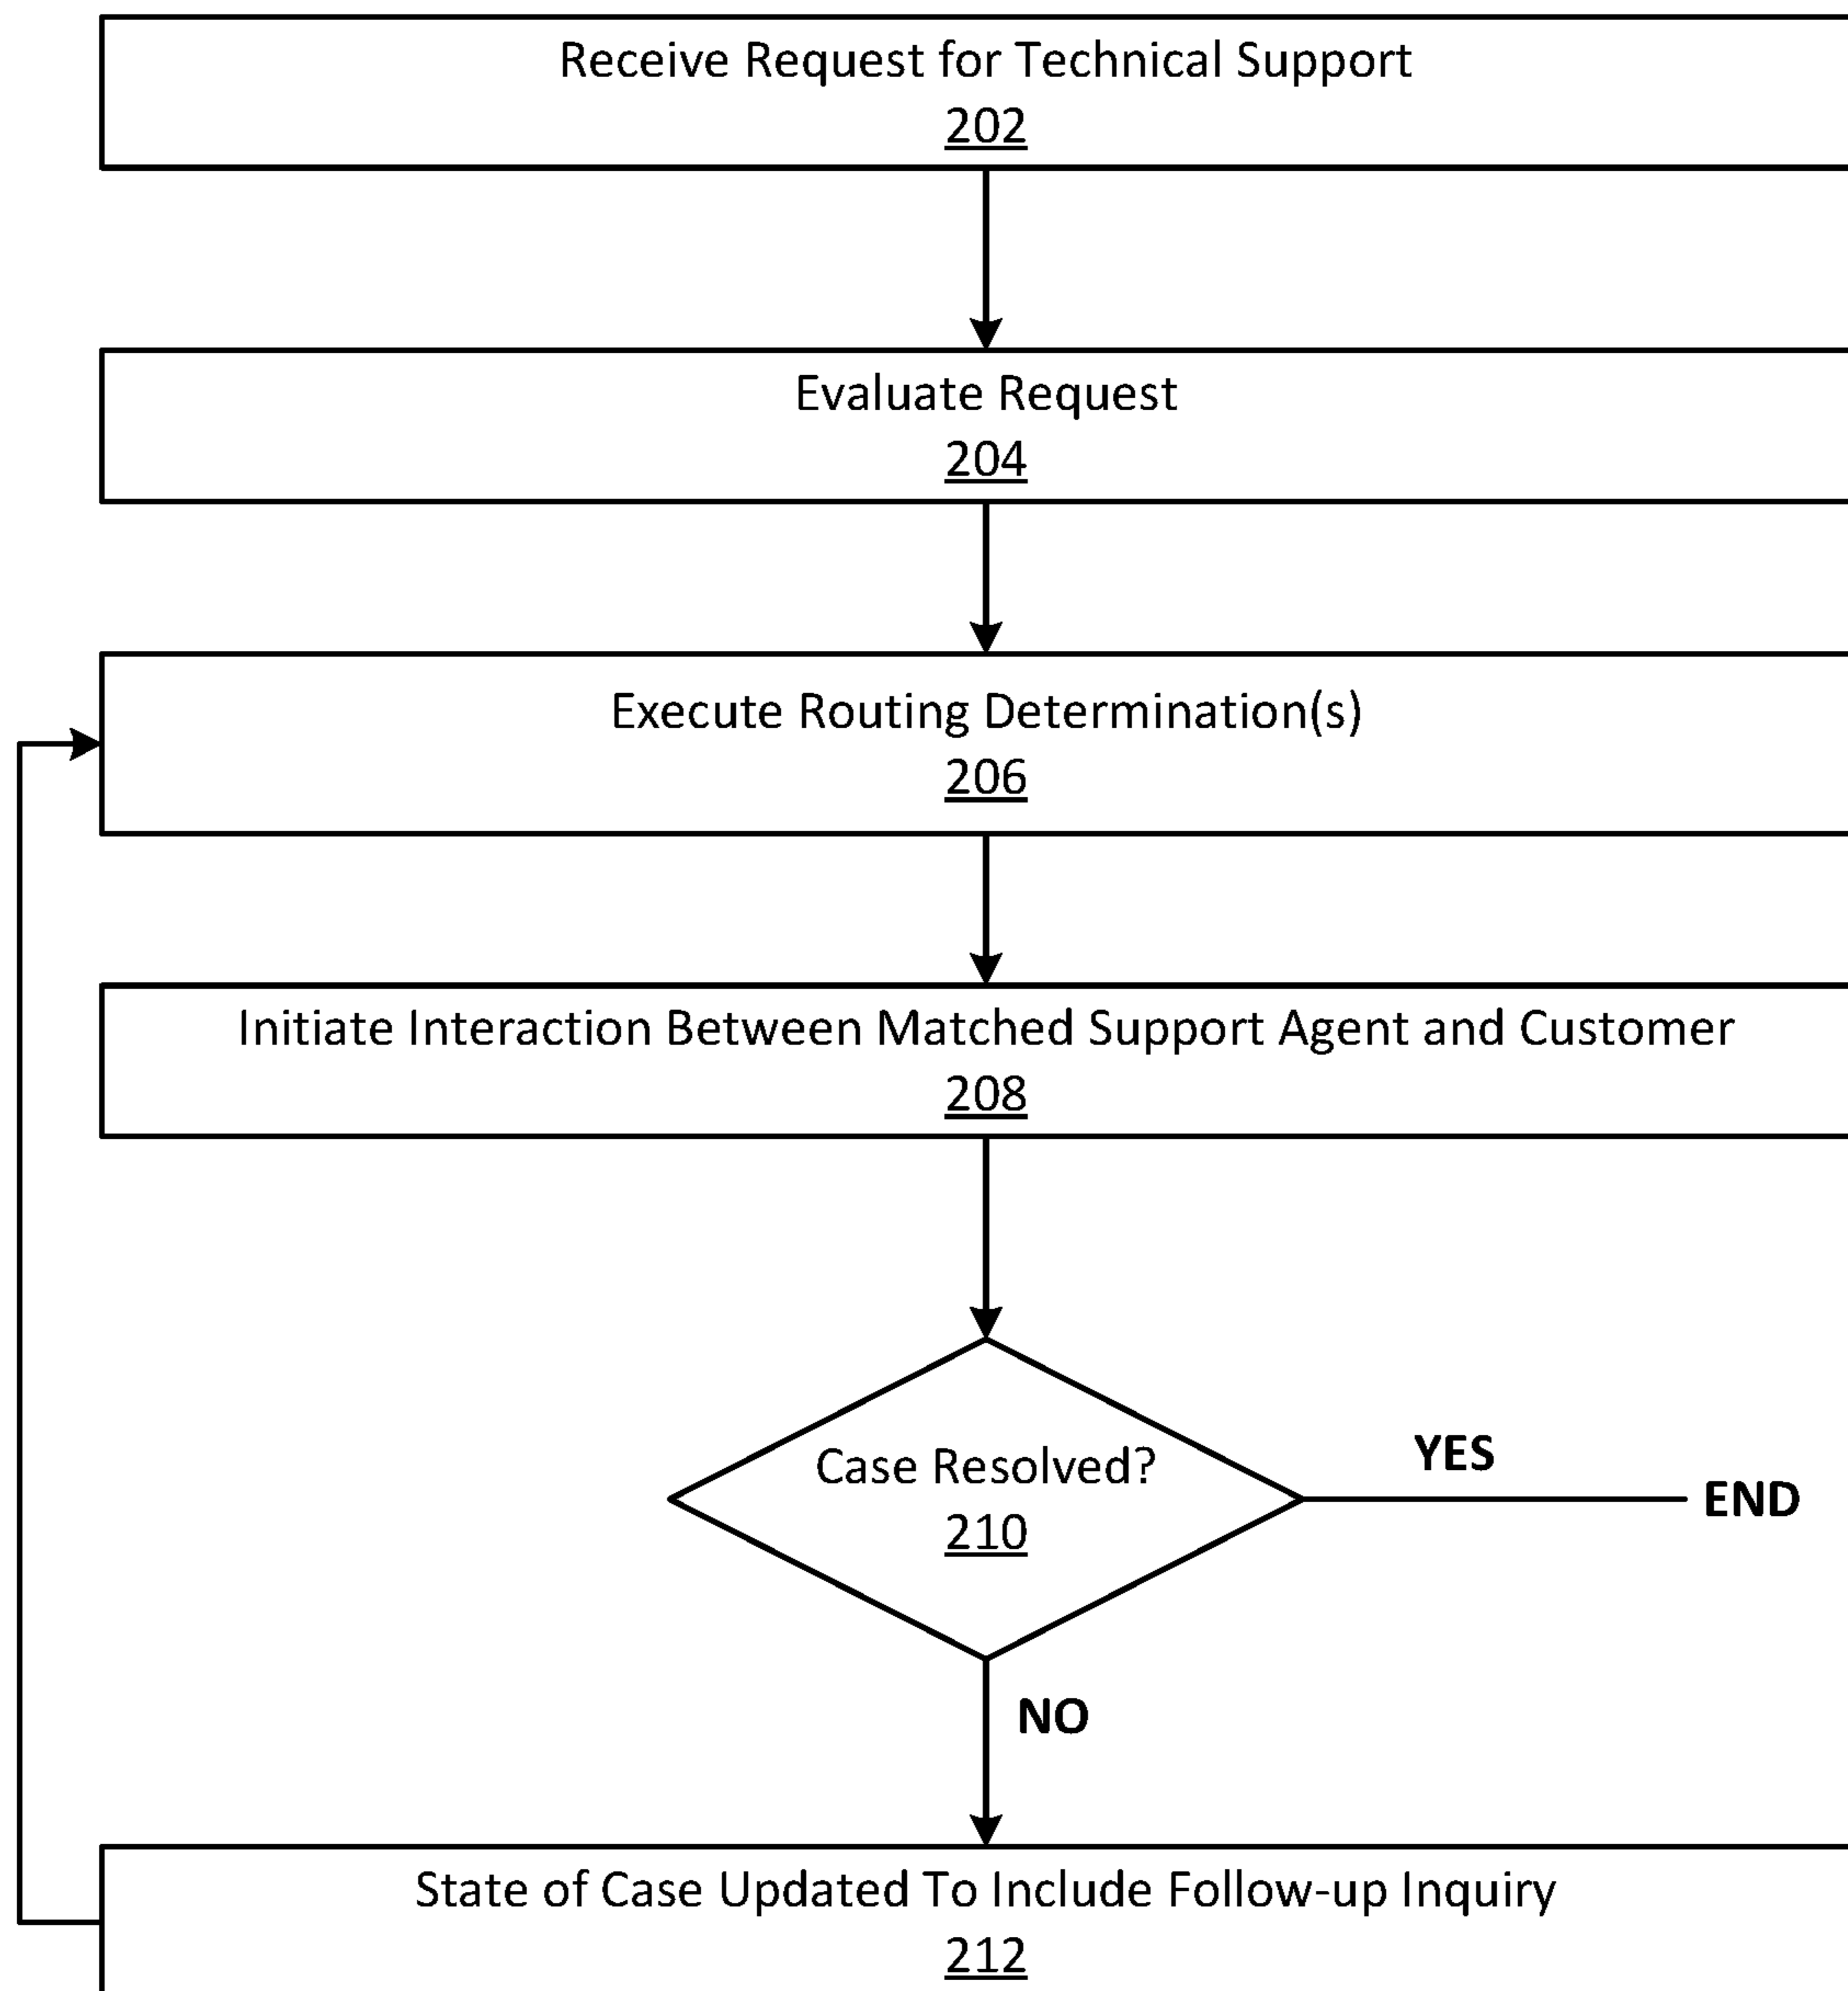 Receive Request for Technical Support
202
Evaluate Request
204
Execute Routing Determination(s)
206
Initiate Interaction Between Matched Support Agent and Customer
208
Case Resolved?
210
YES
END
NO
State of Case Updated To Include Follow-up Inquiry
212